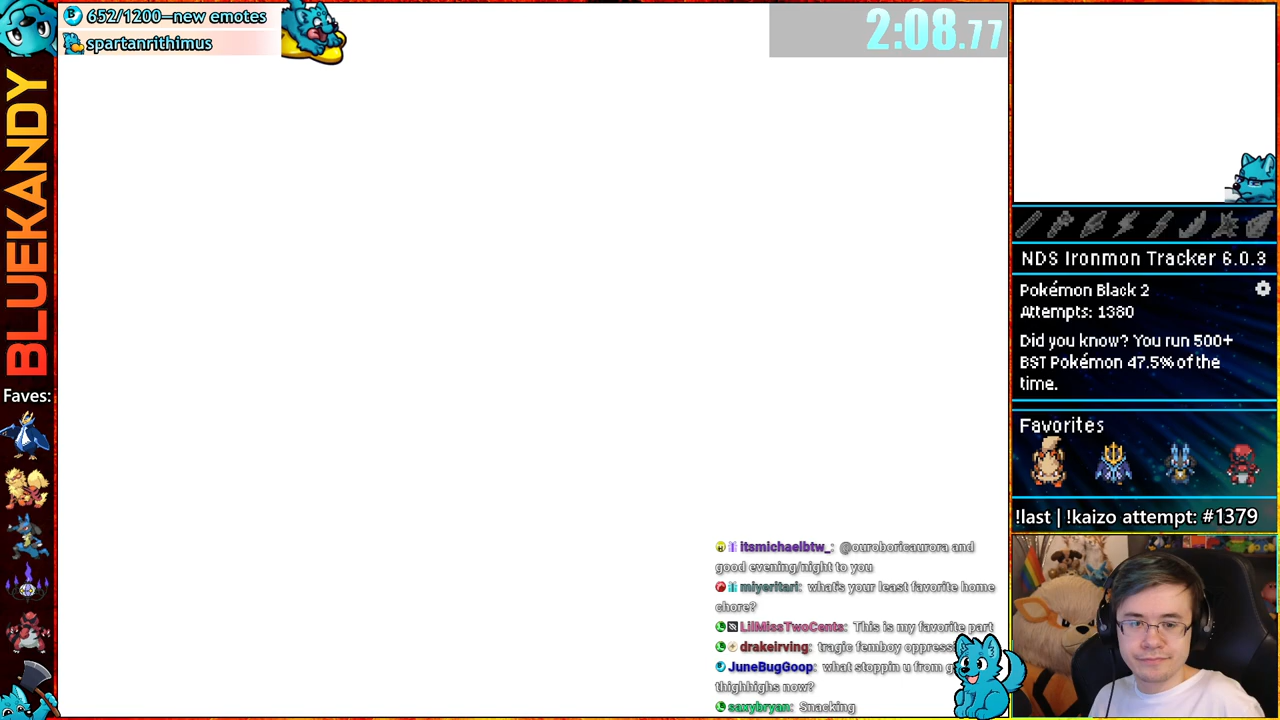 652/1200—new emotes
spartanrithimus
2:08.77
BLUEKANDY
Faves:
NDS Ironmon Tracker 6.0.3
Pokémon Black 2
Attempts: 1380
Did you know? You run 500+
BST Pokémon 47.5% of the
time.
Favorites
!last | !kaizo attempt: #1379
itsmichaelbtw_: @ouroboricaurora and
good evening/night to you
miyeritari: what's your least favorite home
chore?
LilMissTwoCents: This is my favorite part
drakeirving: tragic femboy
JuneBugGoop: what stoppin u from
thighhighs now?
saxybryan: Snacking